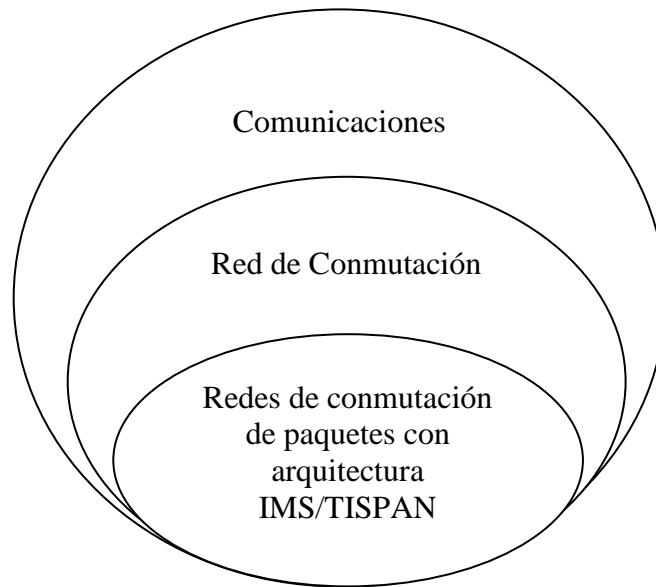 Comunicaciones
Red de Conmutación
Redes de conmutación
de paquetes con
arquitectura
IMS/TISPAN